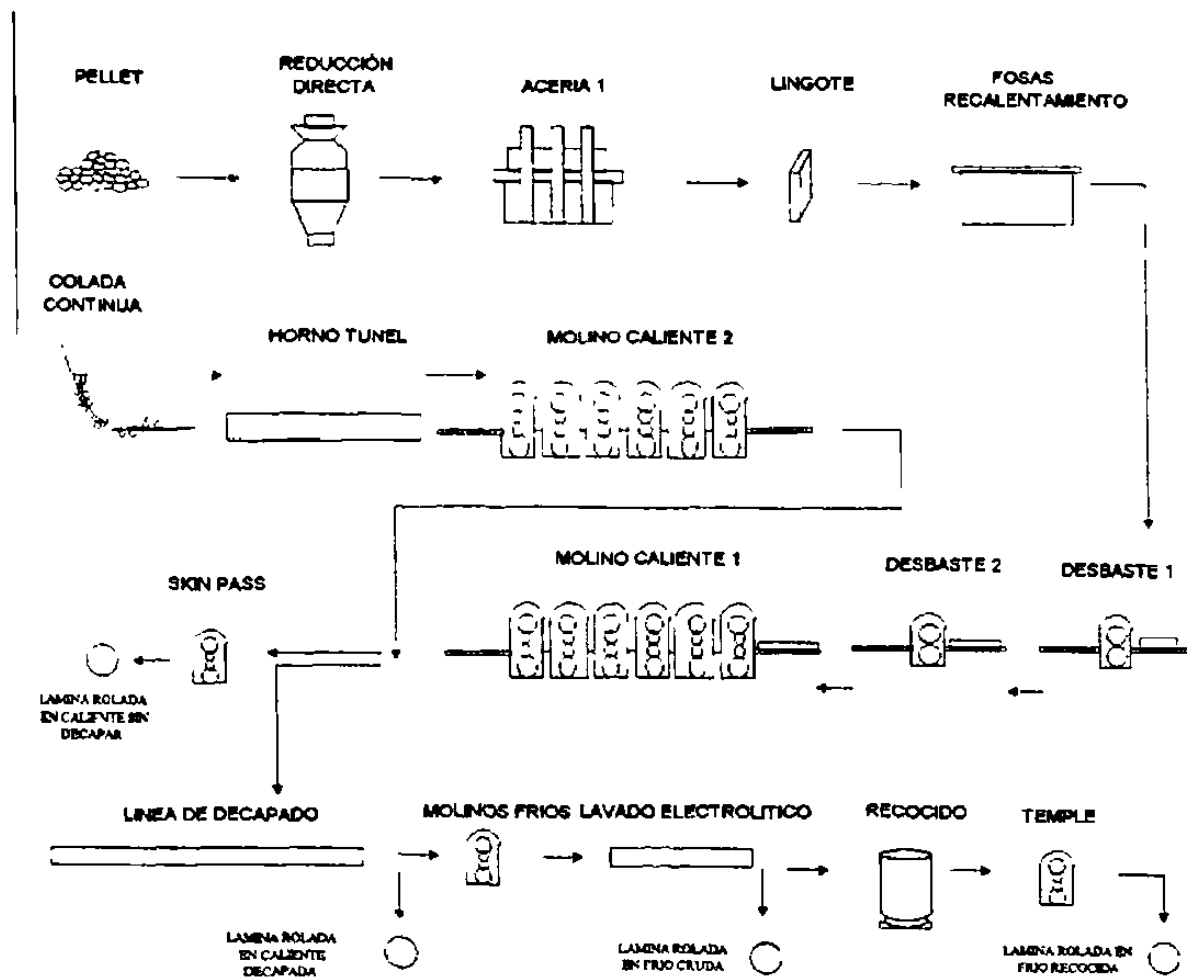 PELLET
REDUCCIÓN
DIRECTA
ACERIA 1
LINGOTE
FOSAS
RECALENTAMIENTO
COLADA
CONTINUA
HORNO TUNEL
MOLINO CALIENTE 2
MOLINO CALIENTE 1
DESBASTE 2
DESBASTE 1
SKIN PASS
LAMINA ROLADA
EN CALIENTE SIN
DECAPAR
LINEA DE DECAPADO
MOLINOS FRIOS
LAVADO ELECTROLITICO
RECOCIDO
TEMPLE
LAMINA ROLADA
EN CALIENTE
DECAPADA
LAMINA ROLADA
EN FRIO CRUDA
LAMINA ROLADA EN
FRIO RECOCIDA